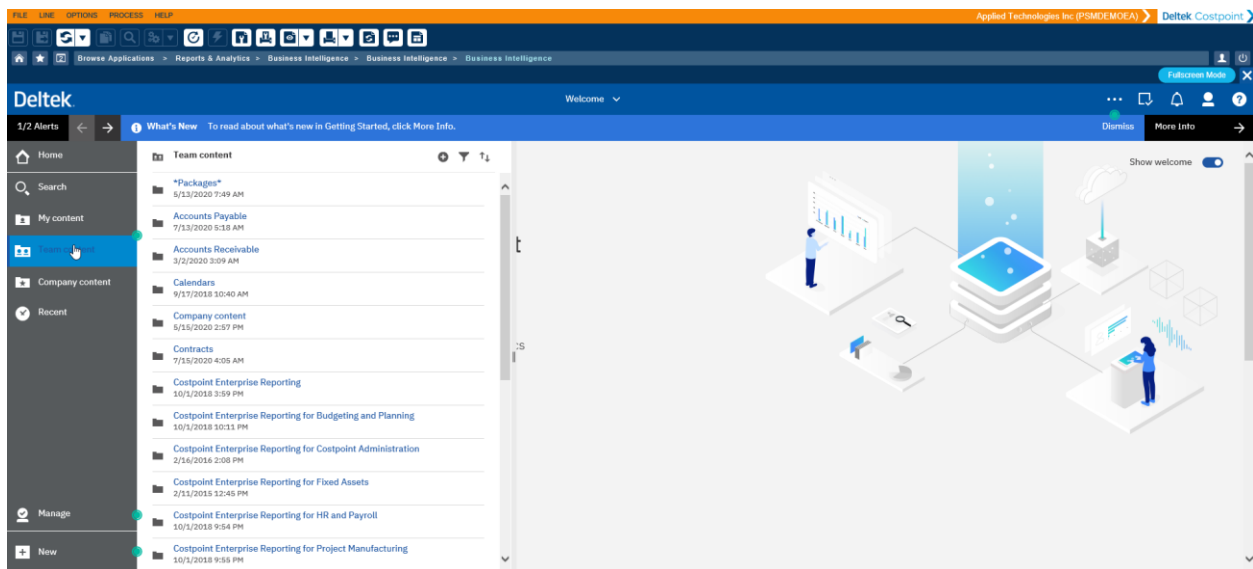 FILE LINE OPTIONS PROCESS HELP
Applied Technologies Inc (PSMDEMOEA) Deltek Costpoint
Browse Applications > Reports & Analytics > Business Intelligence > Business Intelligence > Business Intelligence
Fullscreen Mode
Deltek.
Welcome
1/2 Alerts What's New To read about what's new in Getting Started, click More Info. Dismiss More Info
Home
Search
My content
Team content
Company content
Recent
Manage
New
Team content
*Packages*
5/13/2020 7:49 AM
Accounts Payable
7/13/2020 5:18 AM
Accounts Receivable
3/2/2020 3:09 AM
Calendars
9/17/2018 10:40 AM
Company content
5/15/2020 2:57 PM
Contracts
7/15/2020 4:05 AM
Costpoint Enterprise Reporting
10/1/2018 3:59 PM
Costpoint Enterprise Reporting for Budgeting and Planning
10/1/2018 10:11 PM
Costpoint Enterprise Reporting for Costpoint Administration
2/16/2016 2:08 PM
Costpoint Enterprise Reporting for Fixed Assets
2/11/2015 12:45 PM
Costpoint Enterprise Reporting for HR and Payroll
10/1/2018 9:54 PM
Costpoint Enterprise Reporting for Project Manufacturing
10/1/2018 9:55 PM
t
:s
Show welcome